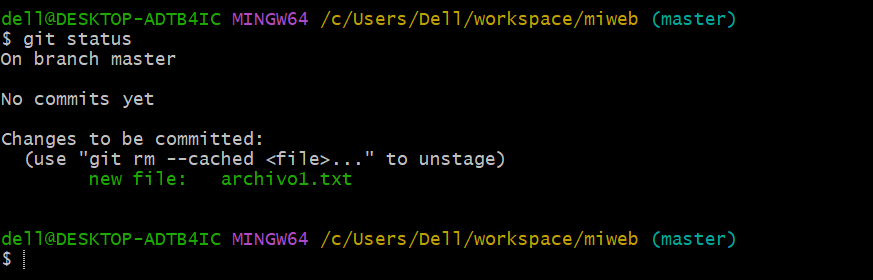 dell@DESKTOP-ADTB4IC MINGW64 /c/Users/Dell/workspace/miweb (master)
$ git status
On branch master
No commits yet
Changes to be committed:
  (use "git rm --cached <file>..." to unstage)
        new file:   archivo1.txt
dell@DESKTOP-ADTB4IC MINGW64 /c/Users/Dell/workspace/miweb (master)
$